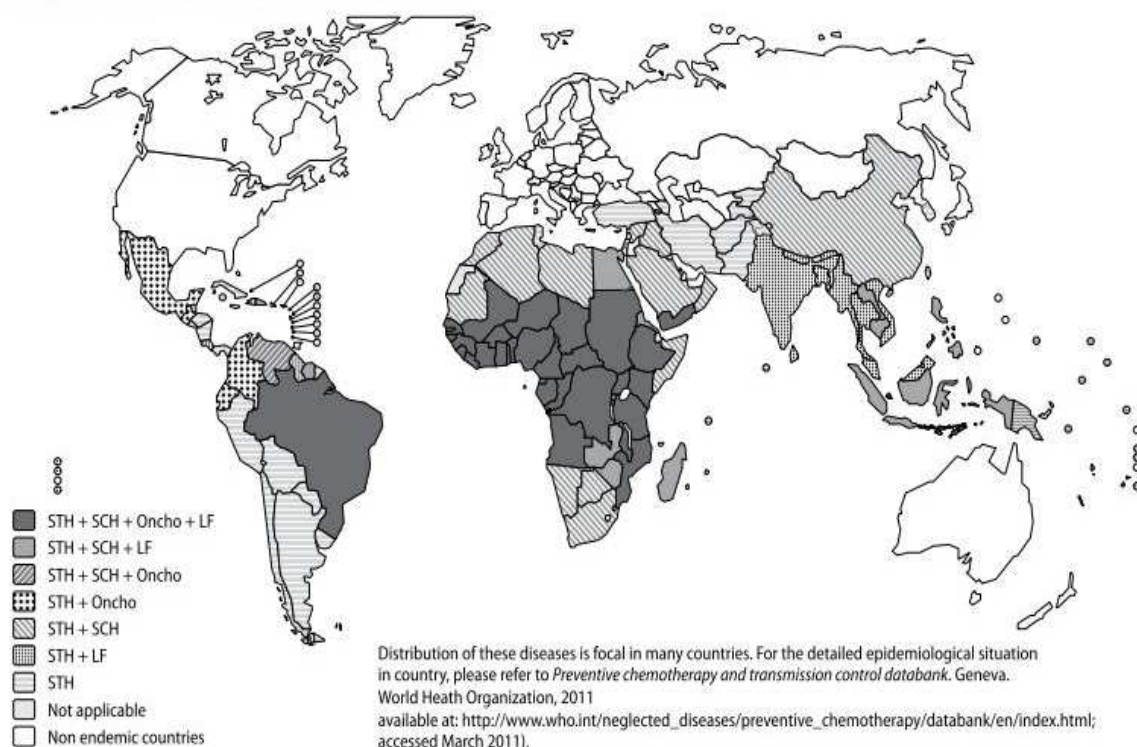 STH + SCH + Oncho + LF
STH + SCH + LF
STH + SCH + Oncho
STH + Oncho
STH + SCH
STH + LF
STH
Not applicable
Non endemic countries
Distribution of these diseases is focal in many countries. For the detailed epidemiological situation
in country, please refer to Preventive chemotherapy and transmission control databank. Geneva.
World Heath Organization, 2011
available at: http://www.who.int/neglected_diseases/preventive_chemotherapy/databank/en/index.html;
accessed March 2011).